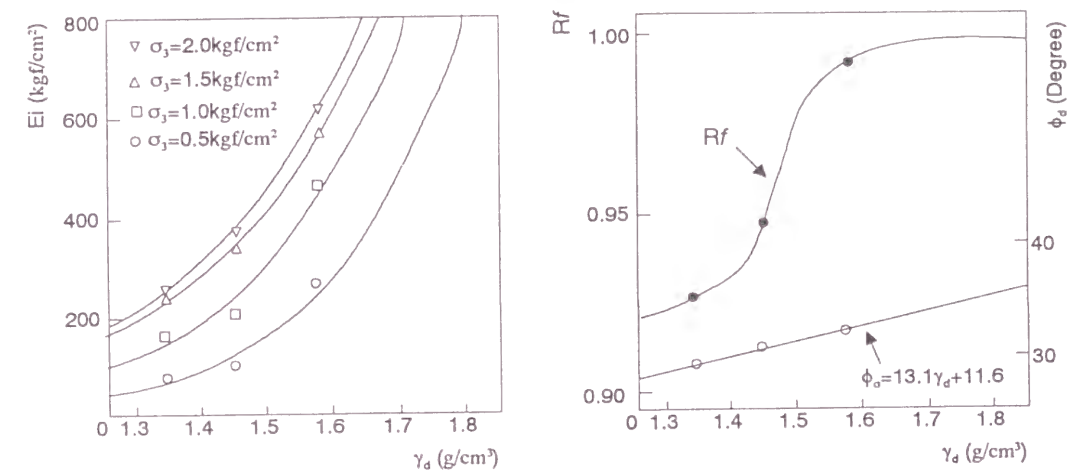 Ei (kgf/cm²)
800
600
400
200
▽ σ₃=2.0kgf/cm²
△ σ₃=1.5kgf/cm²
□ σ₃=1.0kgf/cm²
○ σ₃=0.5kgf/cm²
0 1.3 1.4 1.5 1.6 1.7 1.8
γd (g/cm³)
Rf
1.00
0.95
0.90
Rf
ϕd (Degree)
40
30
ϕo=13.1γd+11.6
0 1.3 1.4 1.5 1.6 1.7 1.8
γd (g/cm³)